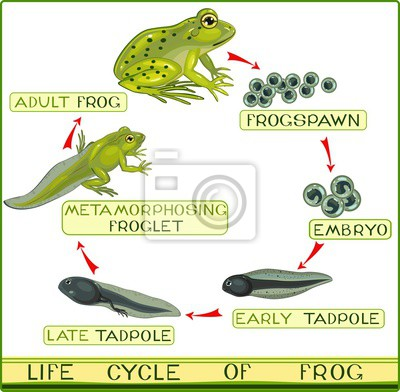 ADULT FROG
FROGSPAWN
METAMORPHOSING
FROGLET
EMBRYO
EARLY TADPOLE
LATE TADPOLE
LIFE CYCLE OF FROG